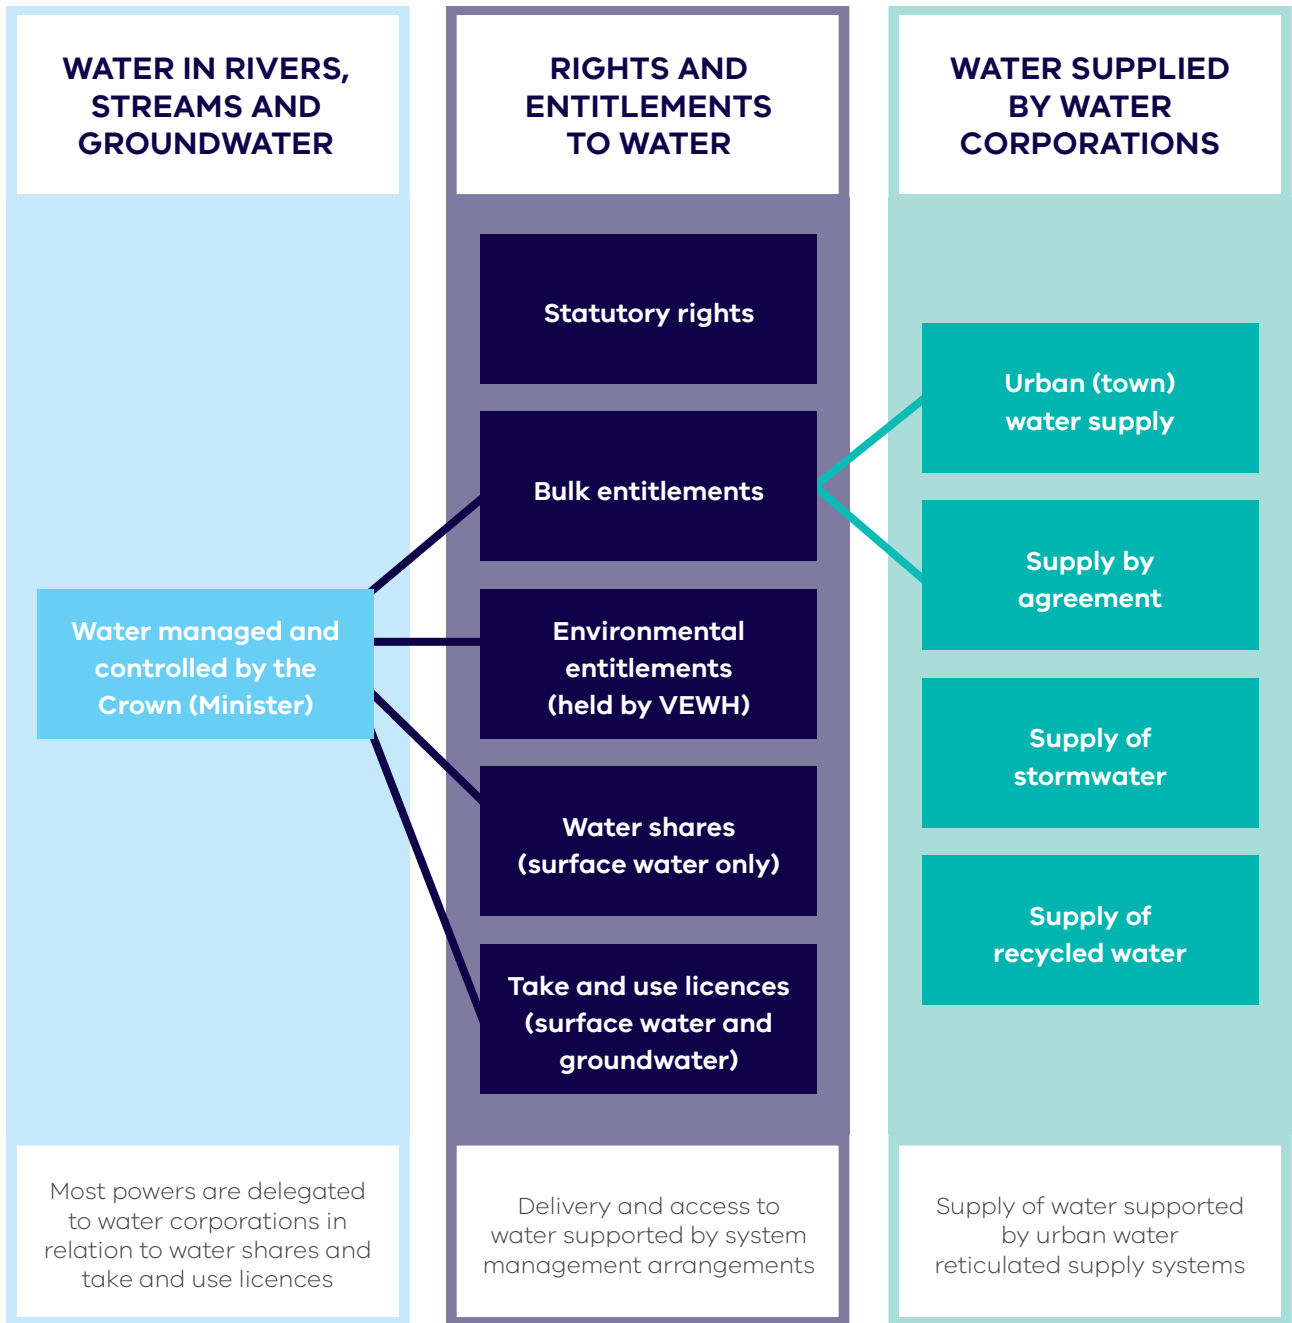 WATER IN RIVERS,
STREAMS AND
GROUNDWATER
Water managed and
controlled by the
Crown (Minister)
Most powers are delegated
to water corporations in
relation to water shares and
take and use licences
RIGHTS AND
ENTITLEMENTS
TO WATER
Statutory rights
Bulk entitlements
Environmental
entitlements
(held by VEWH)
Water shares
(surface water only)
Take and use licences
(surface water and
groundwater)
Delivery and access to
water supported by system
management arrangements
WATER SUPPLIED
BY WATER
CORPORATIONS
Urban (town)
water supply
Supply by
agreement
Supply of
stormwater
Supply of
recycled water
Supply of water supported
by urban water
reticulated supply systems